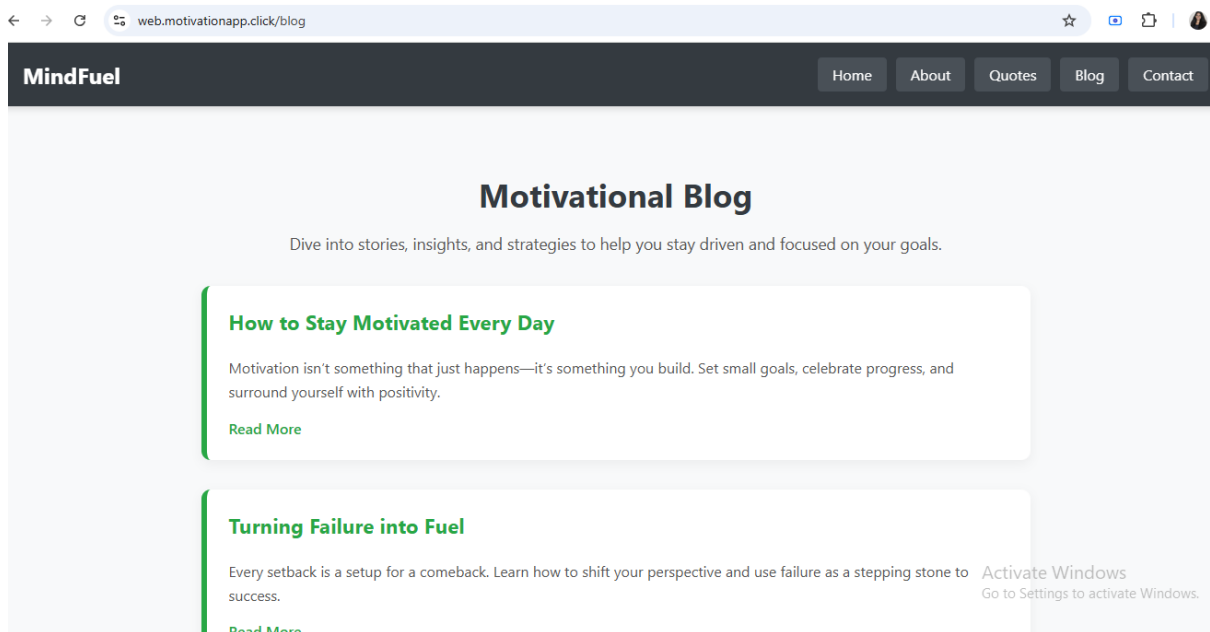 web.motivationapp.click/blog
MindFuel
Home About Quotes Blog Contact
Motivational Blog
Dive into stories, insights, and strategies to help you stay driven and focused on your goals.
How to Stay Motivated Every Day
Motivation isn't something that just happens—it's something you build. Set small goals, celebrate progress, and
surround yourself with positivity.
Read More
Turning Failure into Fuel
Every setback is a setup for a comeback. Learn how to shift your perspective and use failure as a stepping stone to
success.
Activate Windows
Go to Settings to activate Windows.
Read More